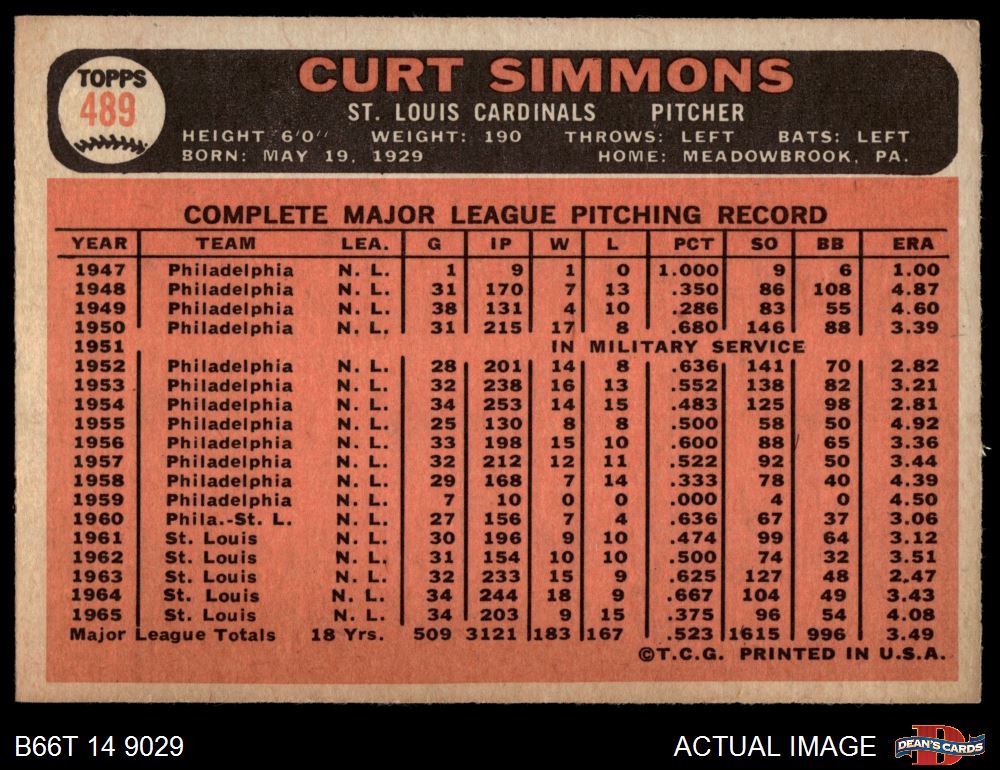 TOPPS
489
CURT SIMMONS
ST. LOUIS CARDINALS PITCHER
HEIGHT 6'0" WEIGHT: 190 THROWS: LEFT BATS: LEFT
BORN: MAY 19, 1929 HOME: MEADOWBROOK, PA.
COMPLETE MAJOR LEAGUE PITCHING RECORD
YEAR TEAM LEA. G IP W L PCT SO BB ERA
1947 Philadelphia N. L. 1 9 1 0 1.000 9 6 1.00
1948 Philadelphia N. L. 31 170 7 13 .350 86 108 4.87
1949 Philadelphia N. L. 38 131 4 10 .286 83 55 4.60
1950 Philadelphia N. L. 31 215 17 8 .680 146 88 3.39
1951 IN MILITARY SERVICE
1952 Philadelphia N. L. 28 201 14 8 .636 141 70 2.82
1953 Philadelphia N. L. 32 238 16 13 .552 138 82 3.21
1954 Philadelphia N. L. 34 253 14 15 .483 125 98 2.81
1955 Philadelphia N. L. 25 130 8 8 .500 58 50 4.92
1956 Philadelphia N. L. 33 198 15 10 .600 88 65 3.36
1957 Philadelphia N. L. 32 212 12 11 .522 92 50 3.44
1958 Philadelphia N. L. 29 168 7 14 .333 78 40 4.39
1959 Philadelphia N. L. 7 10 0 0 .000 4 0 4.50
1960 Phila.-St. L. N. L. 27 156 7 4 .636 67 37 3.06
1961 St. Louis N. L. 30 196 9 10 .474 99 64 3.12
1962 St. Louis N. L. 31 154 10 10 .500 74 32 3.51
1963 St. Louis N. L. 32 233 15 9 .625 127 48 2.47
1964 St. Louis N. L. 34 244 18 9 .667 104 49 3.43
1965 St. Louis N. L. 34 203 9 15 .375 96 54 4.08
Major League Totals 18 Yrs. 509 3121 183 167 .523 1615 996 3.49
©T.C.G. PRINTED IN U.S.A.
B66T 14 9029 ACTUAL IMAGE DEAN'S CARDS